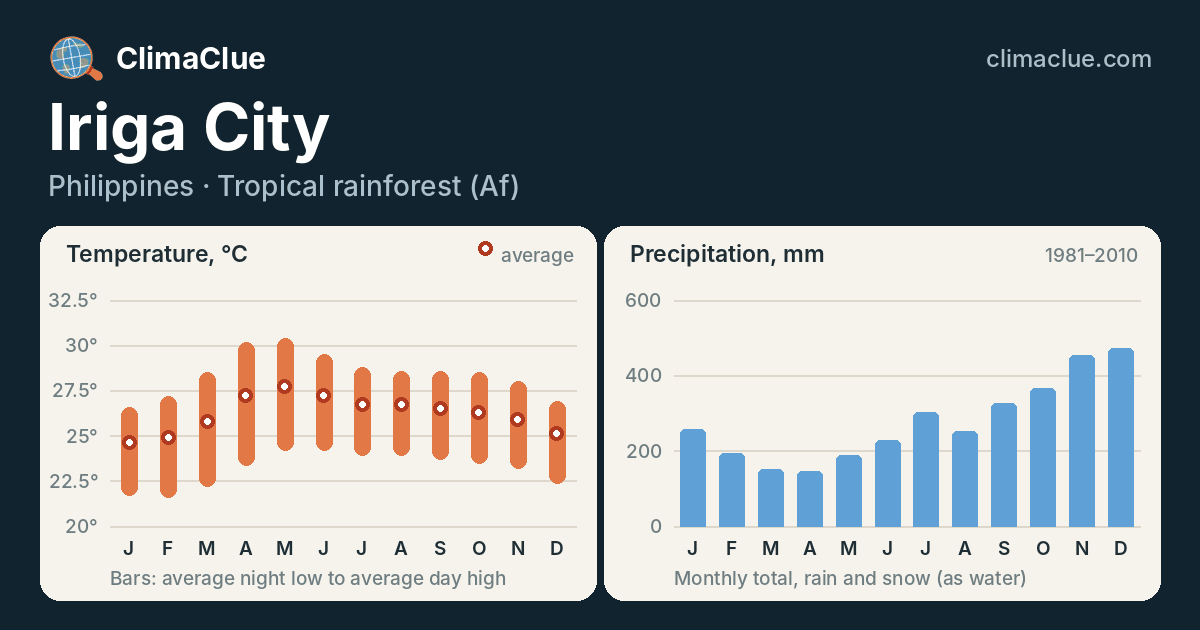 ClimaClue
climaclue.com
Iriga City
Philippines · Tropical rainforest (Af)
Temperature, °C
average
32.5°
30°
27.5°
25°
22.5°
20°
J F M A M J J A S O N D
Bars: average night low to average day high
Precipitation, mm
1981–2010
600
400
200
0
J F M A M J J A S O N D
Monthly total, rain and snow (as water)